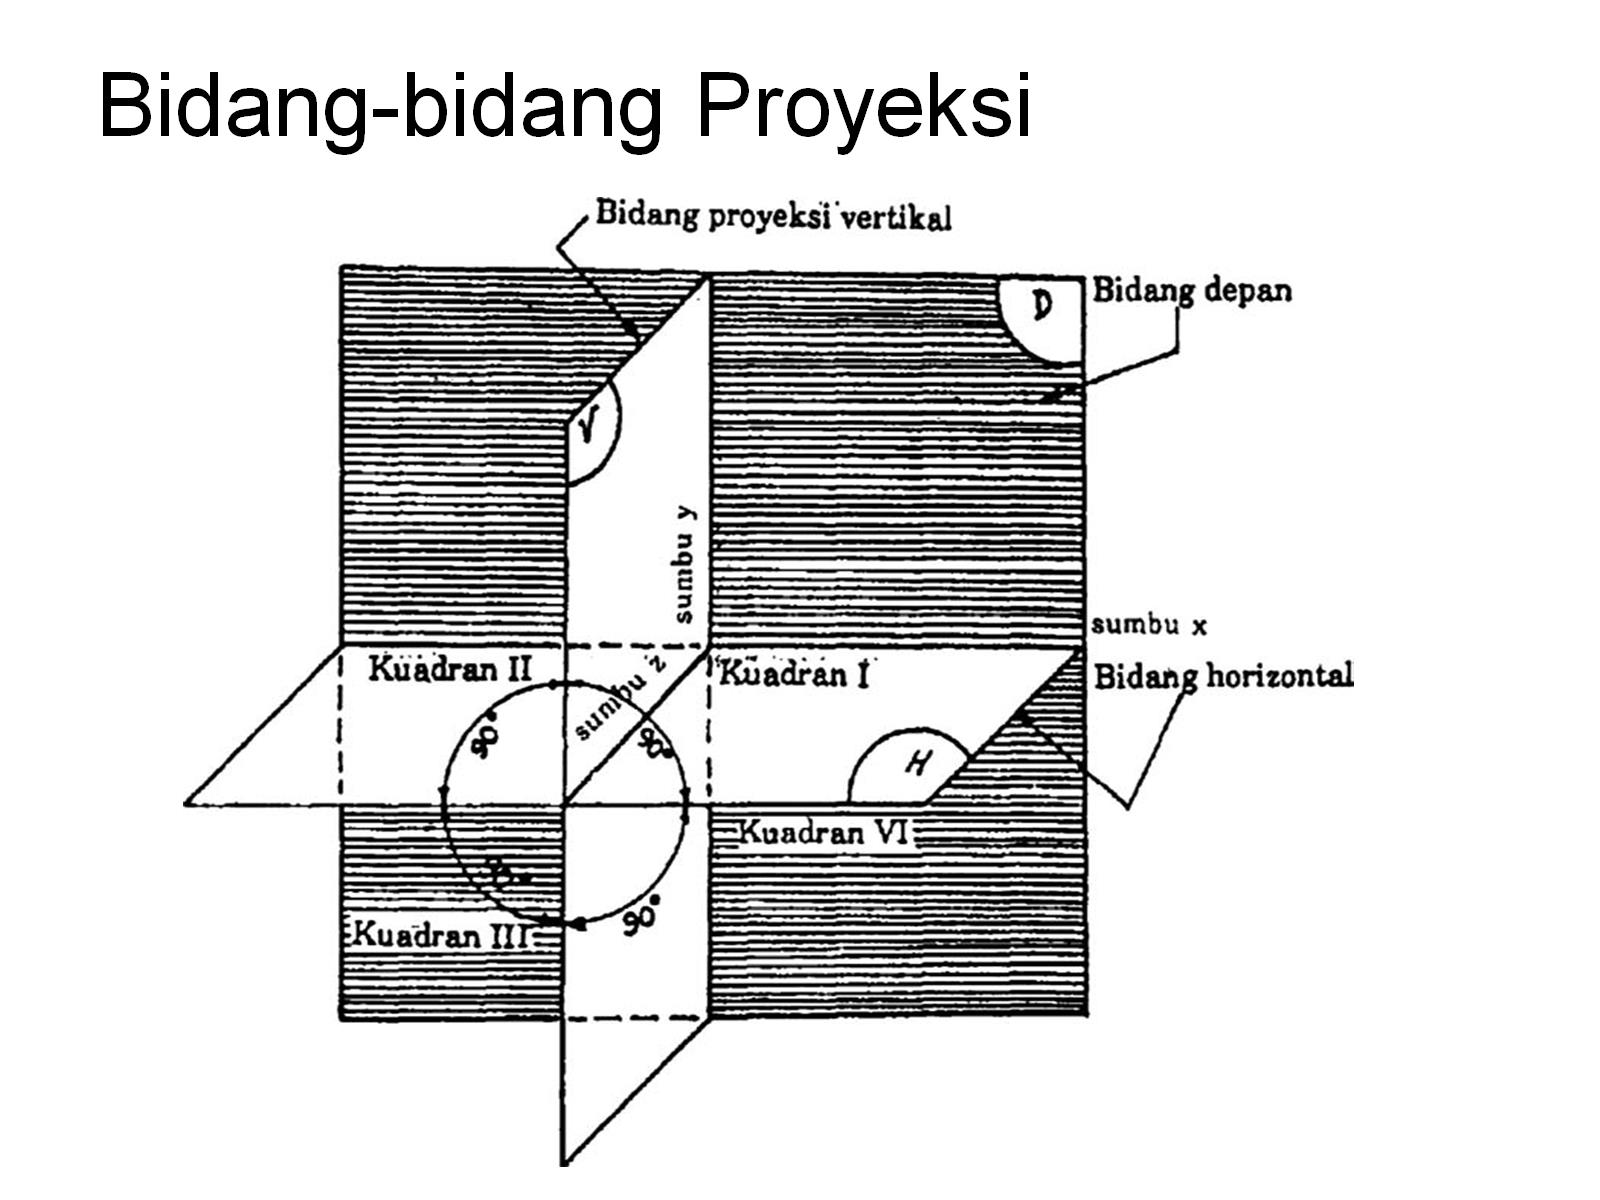 Bidang-bidang Proyeksi
Bidang proyeksi vertikal
Bidang depan
D
V
sumbu y
sumbu x
Kuadran II
sumbu z
Kuadran I
Bidang horizontal
90°
90°
H
Kuadran VI
90°
90°
Kuadran III